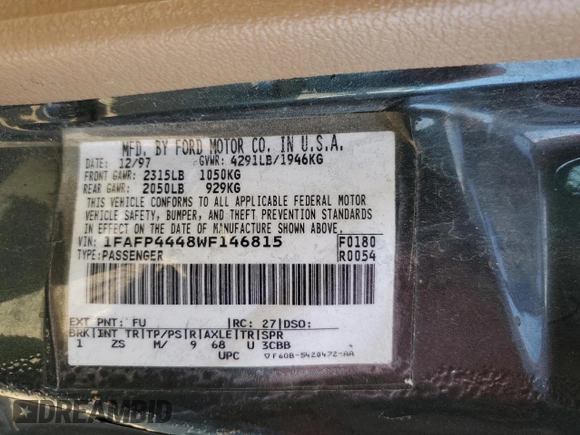 MFD. BY FORD MOTOR CO. IN U.S.A.
DATE: 12/97 GVWR: 4291LB/1946KG
FRONT GAWR: 2315LB 1050KG
REAR GAWR: 2050LB 929KG
THIS VEHICLE CONFORMS TO ALL APPLICABLE FEDERAL MOTOR
VEHICLE SAFETY, BUMPER, AND THEFT PREVENTION STANDARDS
IN EFFECT ON THE DATE OF MANUFACTURE SHOWN ABOVE.
VIN: 1FAFP4448WF146815 F0180
TYPE: PASSENGER R0054
EXT PNT: FU RC: 27 DSO:
BRK INT TR TP/PS R AXLE TR SPR
1 ZS M/ 9 68 U 3CBB
UPC F60B-5420472-AA
DREAMBID